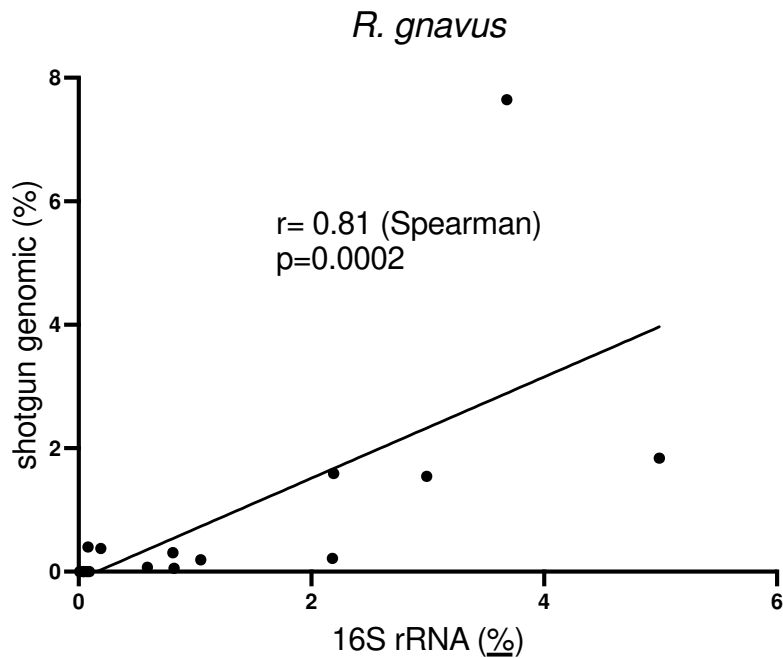 R. gnavus
8
6
4
2
0
shotgun genomic (%)
r= 0.81 (Spearman)
p=0.0002
0 2 4 6
16S rRNA (%)